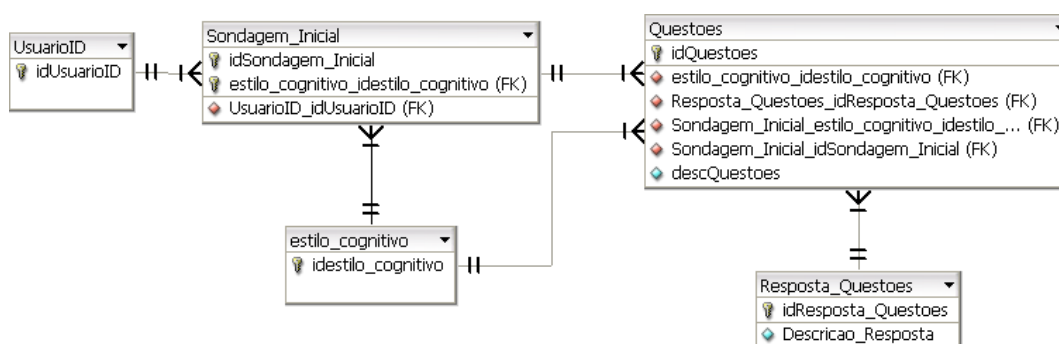 UsuarioID
idUsuarioID
Sondagem_Inicial
idSondagem_Inicial
estilo_cognitivo_idestilo_cognitivo (FK)
UsuarioID_idUsuarioID (FK)
Questoes
idQuestoes
estilo_cognitivo_idestilo_cognitivo (FK)
Resposta_Questoes_idResposta_Questoes (FK)
Sondagem_Inicial_estilo_cognitivo_idestilo_... (FK)
Sondagem_Inicial_idSondagem_Inicial (FK)
descQuestoes
estilo_cognitivo
idestilo_cognitivo
Resposta_Questoes
idResposta_Questoes
Descricao_Resposta